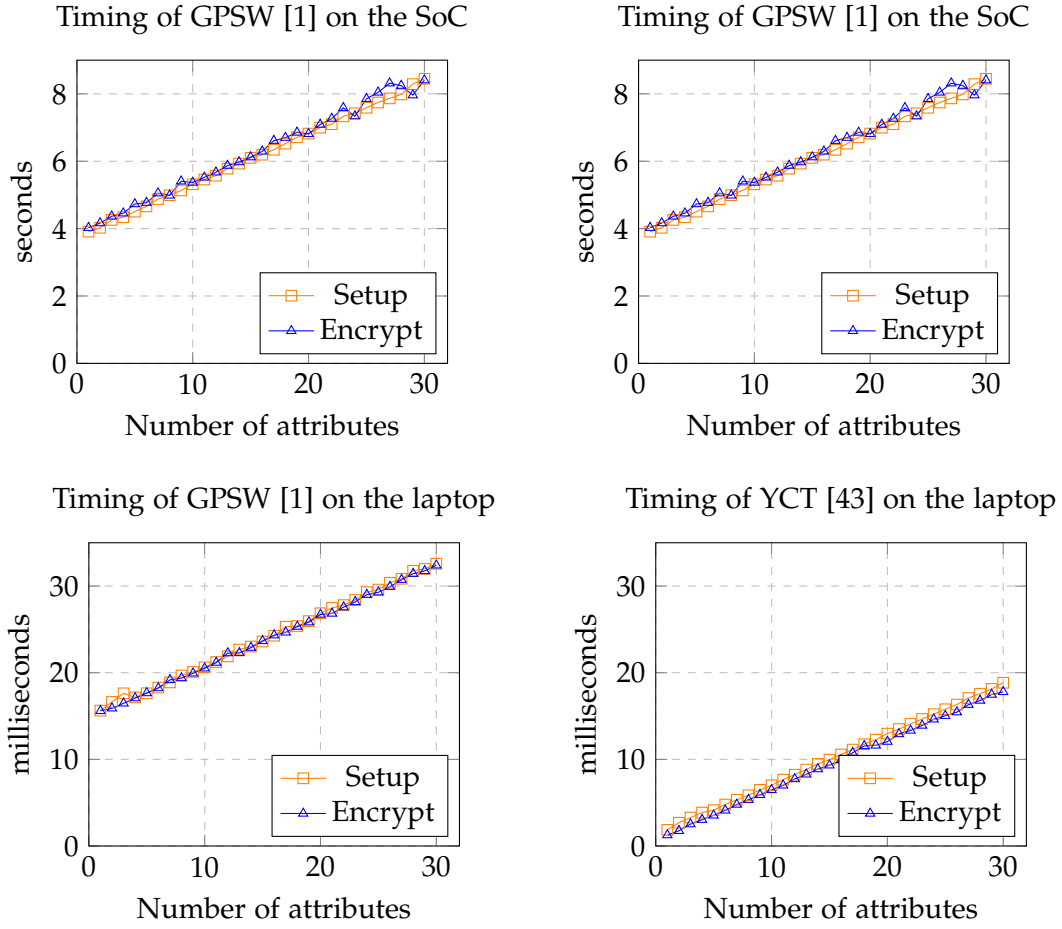 Timing of GPSW [1] on the SoC
8
6
4
2
0
seconds
Setup
Encrypt
0 10 20 30
Number of attributes
Timing of GPSW [1] on the SoC
8
6
4
2
0
seconds
Setup
Encrypt
0 10 20 30
Number of attributes
Timing of GPSW [1] on the laptop
30
20
10
0
milliseconds
Setup
Encrypt
0 10 20 30
Number of attributes
Timing of YCT [43] on the laptop
30
20
10
0
milliseconds
Setup
Encrypt
0 10 20 30
Number of attributes